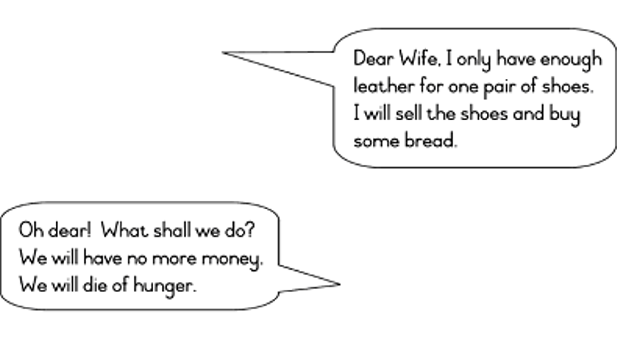 Dear Wife, I only have enough
leather for one pair of shoes.
I will sell the shoes and buy
some bread.
Oh dear! What shall we do?
We will have no more money.
We will die of hunger.